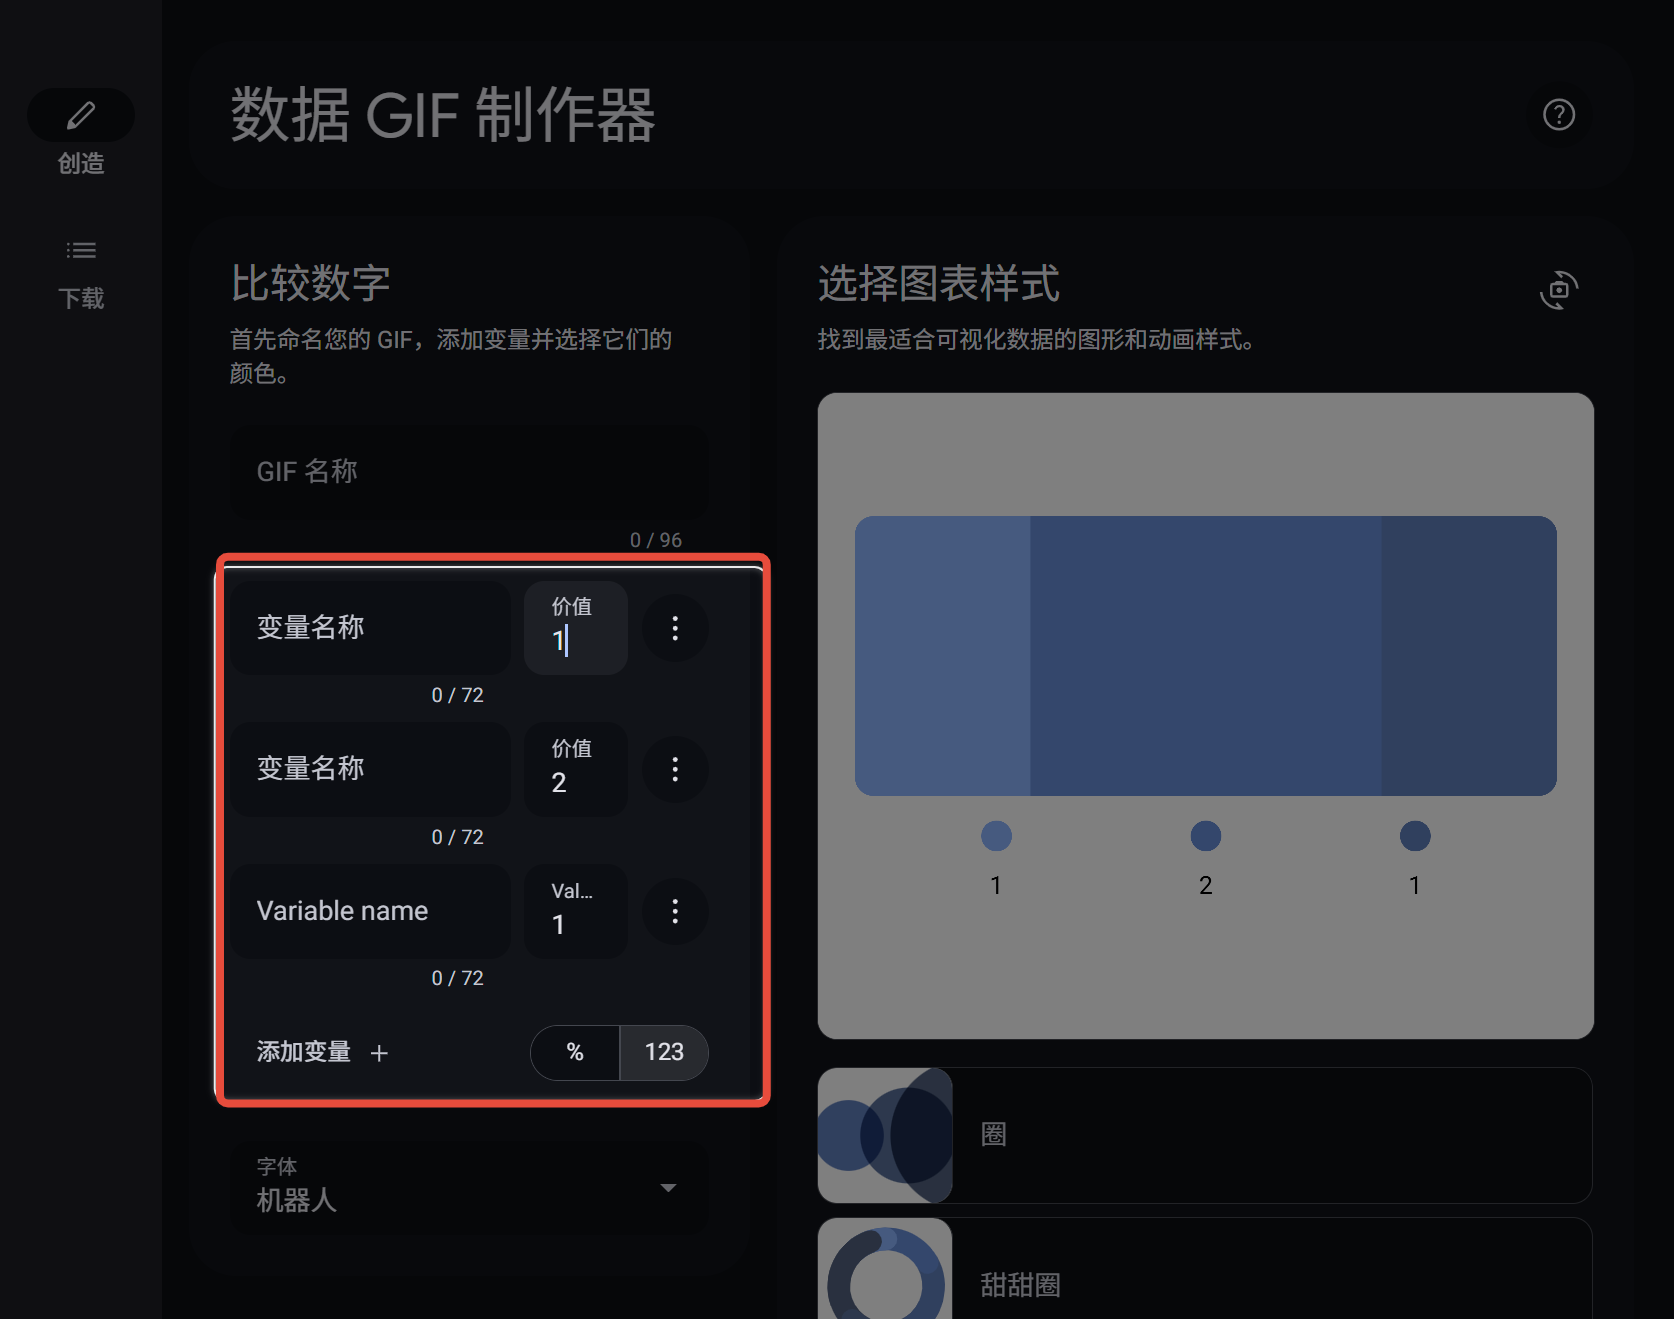 数据 GIF 制作器
创造
下载
比较数字
首先命名您的 GIF，添加变量并选择它们的
颜色。
GIF 名称
0 / 96
变量名称
价值
1
0 / 72
变量名称
价值
2
0 / 72
Variable name
Val...
1
0 / 72
添加变量 +
%
123
字体
机器人
选择图表样式
找到最适合可视化数据的图形和动画样式。
1
2
1
圈
甜甜圈